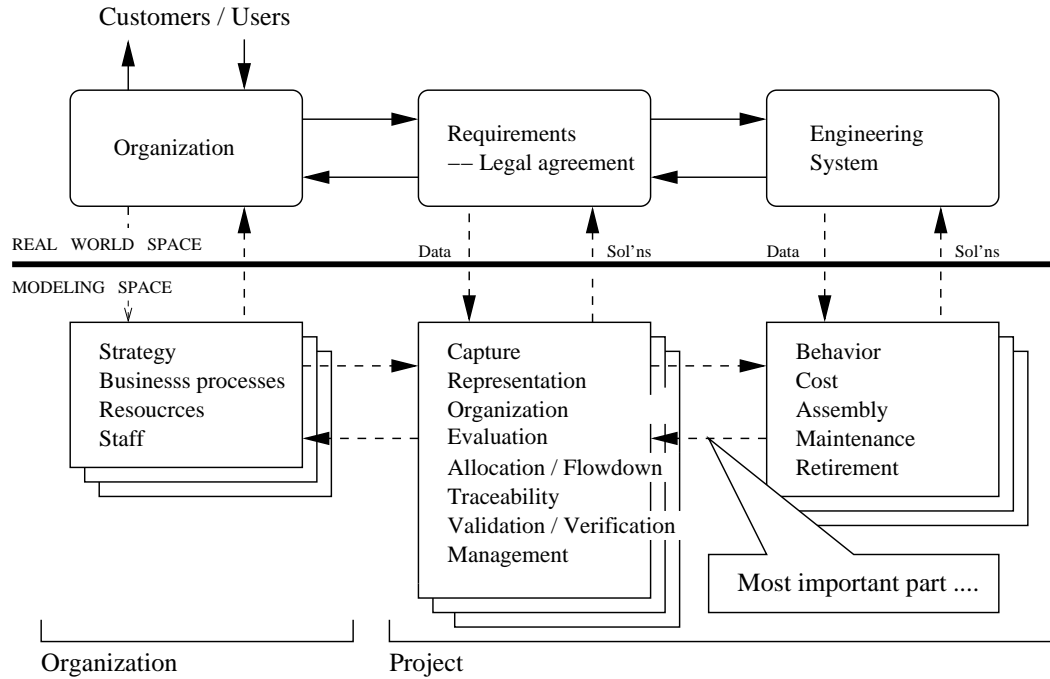 Customers / Users
Organization
Requirements
-- Legal agreement
Engineering
System
REAL WORLD SPACE
Data
Sol'ns
Data
Sol'ns
MODELING SPACE
Strategy
Businesss processes
Resoucrces
Staff
Capture
Representation
Organization
Evaluation
Allocation / Flowdown
Traceability
Validation / Verification
Management
Behavior
Cost
Assembly
Maintenance
Retirement
Most important part ....
Organization
Project